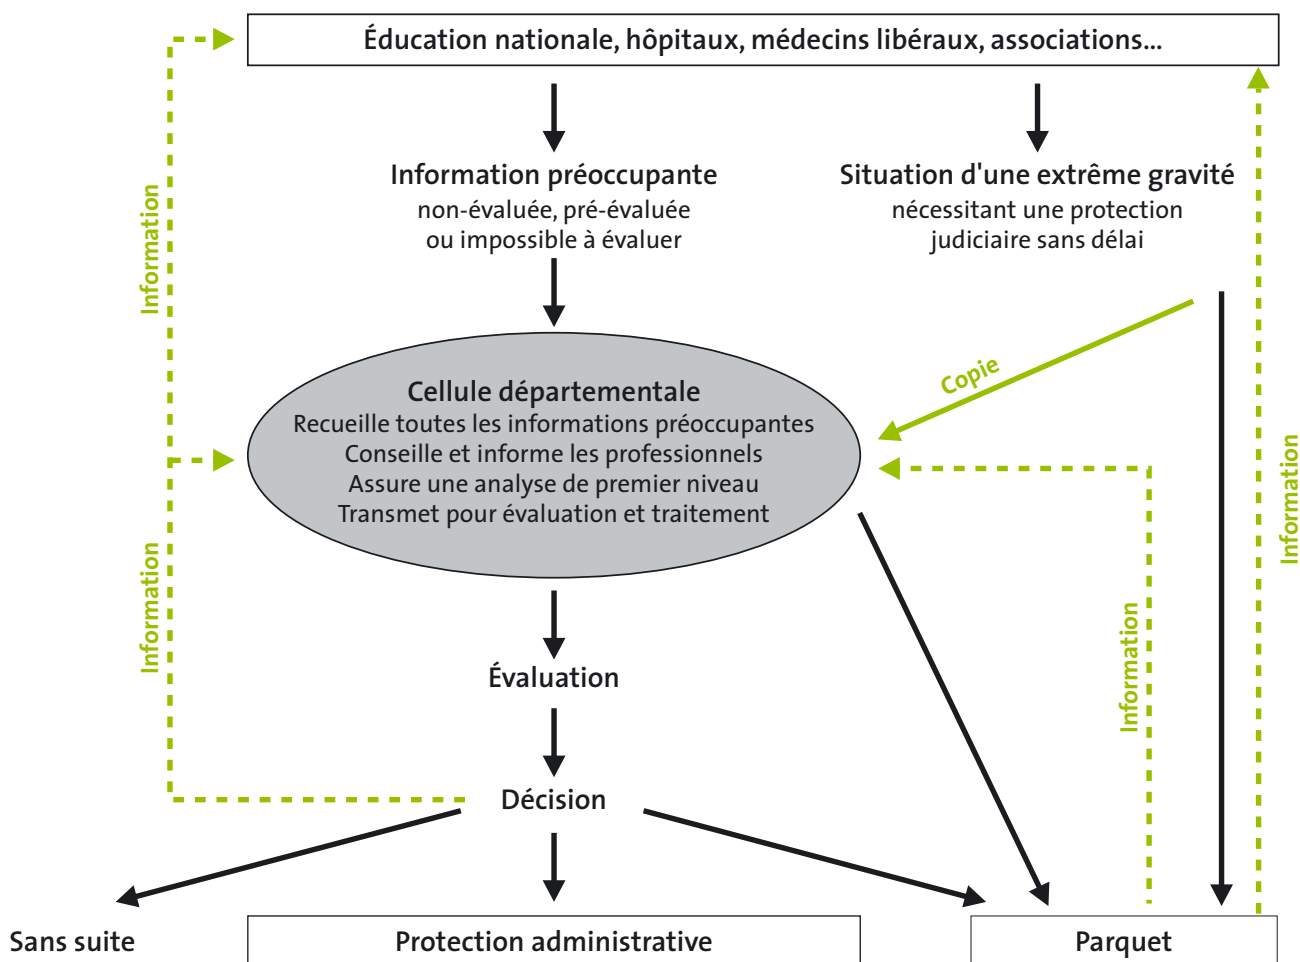 Éducation nationale, hôpitaux, médecins libéraux, associations...
Information préoccupante
non-évaluée, pré-évaluée
ou impossible à évaluer
Situation d'une extrême gravité
nécessitant une protection
judiciaire sans délai
Information
Copie
Cellule départementale
Recueille toutes les informations préoccupantes
Conseille et informe les professionnels
Assure une analyse de premier niveau
Transmet pour évaluation et traitement
Information
Information
Information
Évaluation
Décision
Sans suite
Protection administrative
Parquet